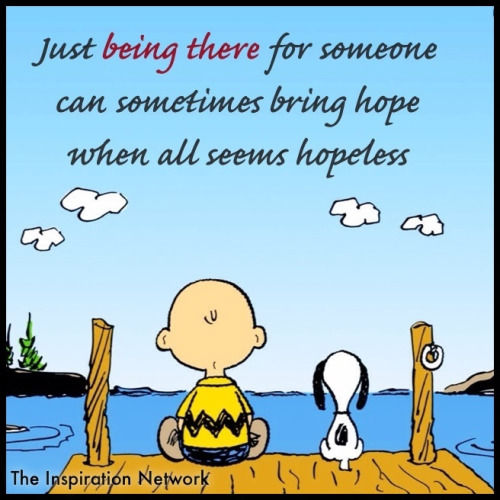 Just being there for someone
can sometimes bring hope
when all seems hopeless
The Inspiration Network